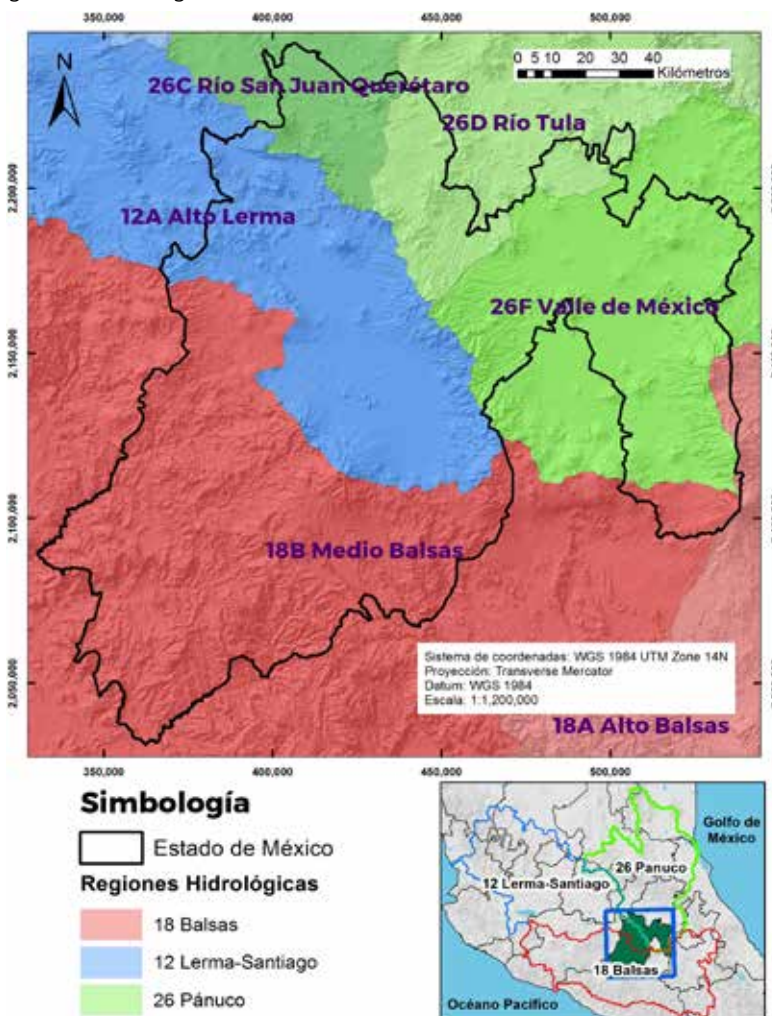 350,000 400,000 450,000 500,000
N
0 5 10 20 30 40
Kilómetros
26C Río San Juan Querétaro
26D Río Tula
2,200,000
12A Alto Lerma
26F Valle de México
2,150,000
2,100,000
18B Medio Balsas
Sistema de coordenadas: WGS 1984 UTM Zone 14N
Proyección: Transverse Mercator
Datum: WGS 1984
Escala: 1:1,200,000
2,050,000
18A Alto Balsas
350,000 400,000 450,000 500,000
Simbología
Estado de México
Regiones Hidrológicas
18 Balsas
12 Lerma-Santiago
26 Pánuco
Golfo de
México
26 Panuco
12 Lerma-Santiago
18 Balsas
Océano Pacífico